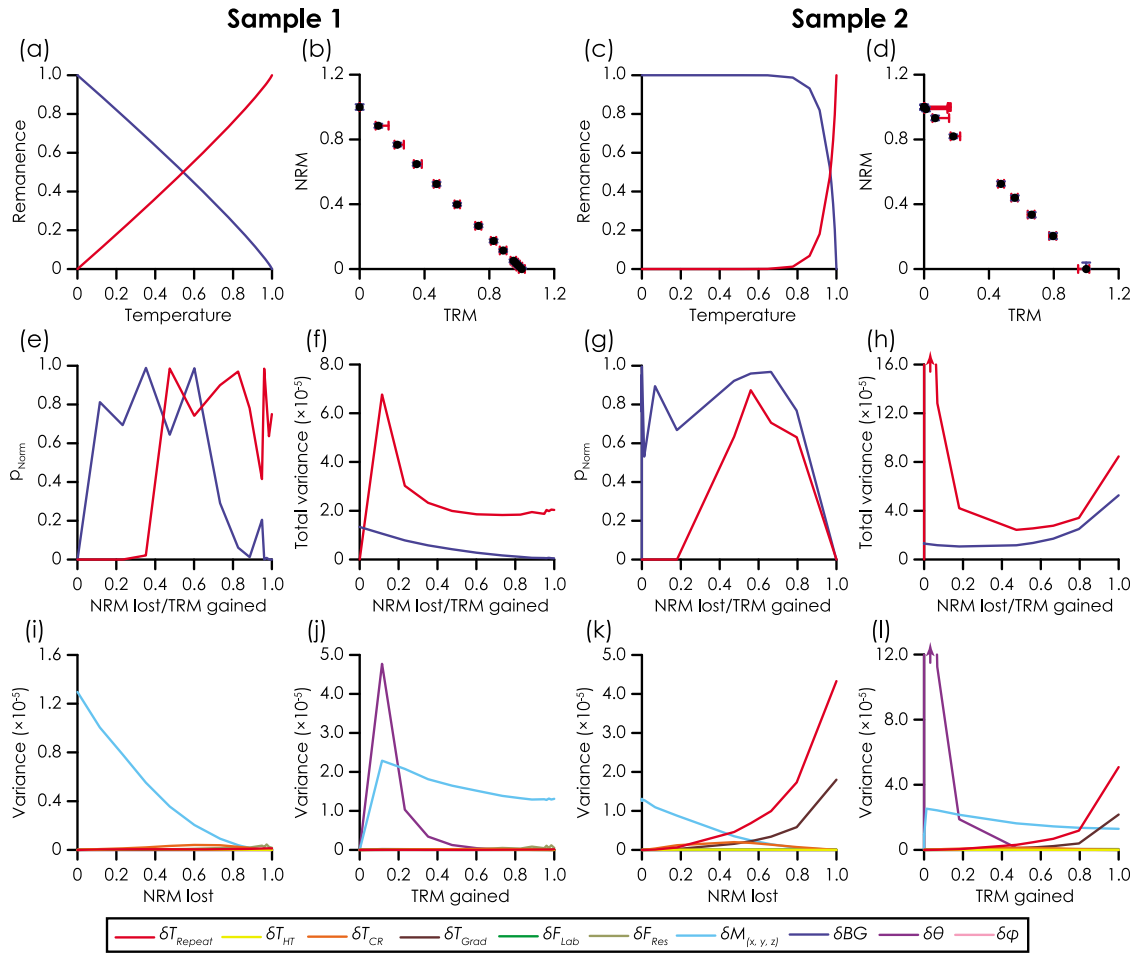 Sample 1
Sample 2
(a)
Remanence
1.0
0.8
0.6
0.4
0.2
0
0 0.2 0.4 0.6 0.8 1.0
Temperature
(b)
NRM
1.2
0.8
0.4
0
0 0.4 0.8 1.2
TRM
(c)
Remanence
1.0
0.8
0.6
0.4
0.2
0
0 0.2 0.4 0.6 0.8 1.0
Temperature
(d)
NRM
1.2
0.8
0.4
0
0 0.4 0.8 1.2
TRM
(e)
p_Norm
1.0
0.8
0.6
0.4
0.2
0
0 0.2 0.4 0.6 0.8 1.0
NRM lost/TRM gained
(f)
Total variance (×10⁻⁵)
8.0
6.0
4.0
2.0
0
0 0.2 0.4 0.6 0.8 1.0
NRM lost/TRM gained
(g)
p_Norm
1.0
0.8
0.6
0.4
0.2
0
0 0.2 0.4 0.6 0.8 1.0
NRM lost/TRM gained
(h)
Total variance (×10⁻⁵)
16.0
12.0
8.0
4.0
0
0 0.2 0.4 0.6 0.8 1.0
NRM lost/TRM gained
(i)
Variance (×10⁻⁵)
1.6
1.2
0.8
0.4
0
0 0.2 0.4 0.6 0.8 1.0
NRM lost
(j)
Variance (×10⁻⁵)
5.0
4.0
3.0
2.0
1.0
0
0 0.2 0.4 0.6 0.8 1.0
TRM gained
(k)
Variance (×10⁻⁵)
5.0
4.0
3.0
2.0
1.0
0
0 0.2 0.4 0.6 0.8 1.0
NRM lost
(l)
Variance (×10⁻⁵)
12.0
8.0
4.0
0
0 0.2 0.4 0.6 0.8 1.0
TRM gained
δT_Repeat δT_HT δT_CR δT_Grad δF_Lab δF_Res δM_(x, y, z) δBG δθ δφ